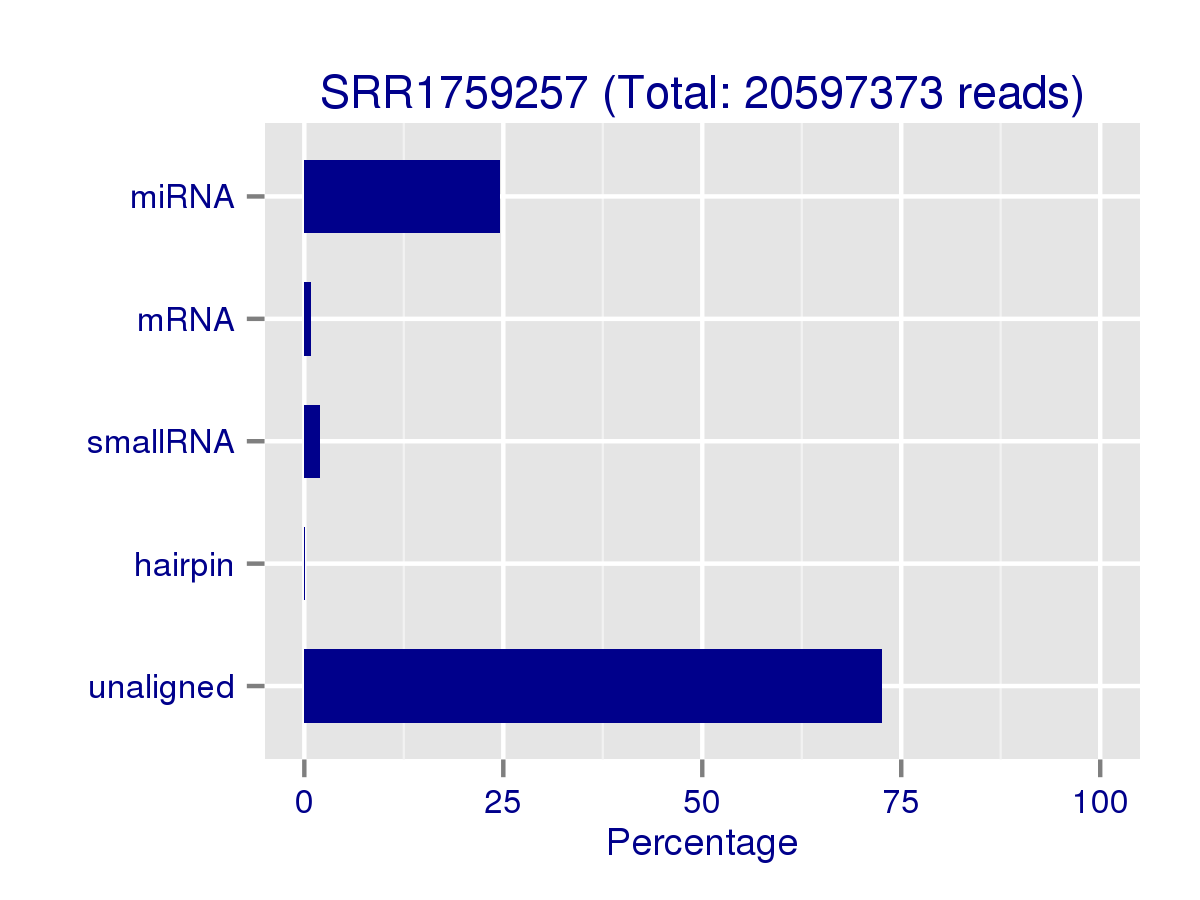 SRR1759257 (Total: 20597373 reads)
miRNA
mRNA
smallRNA
hairpin
unaligned
0 25 50 75 100
Percentage